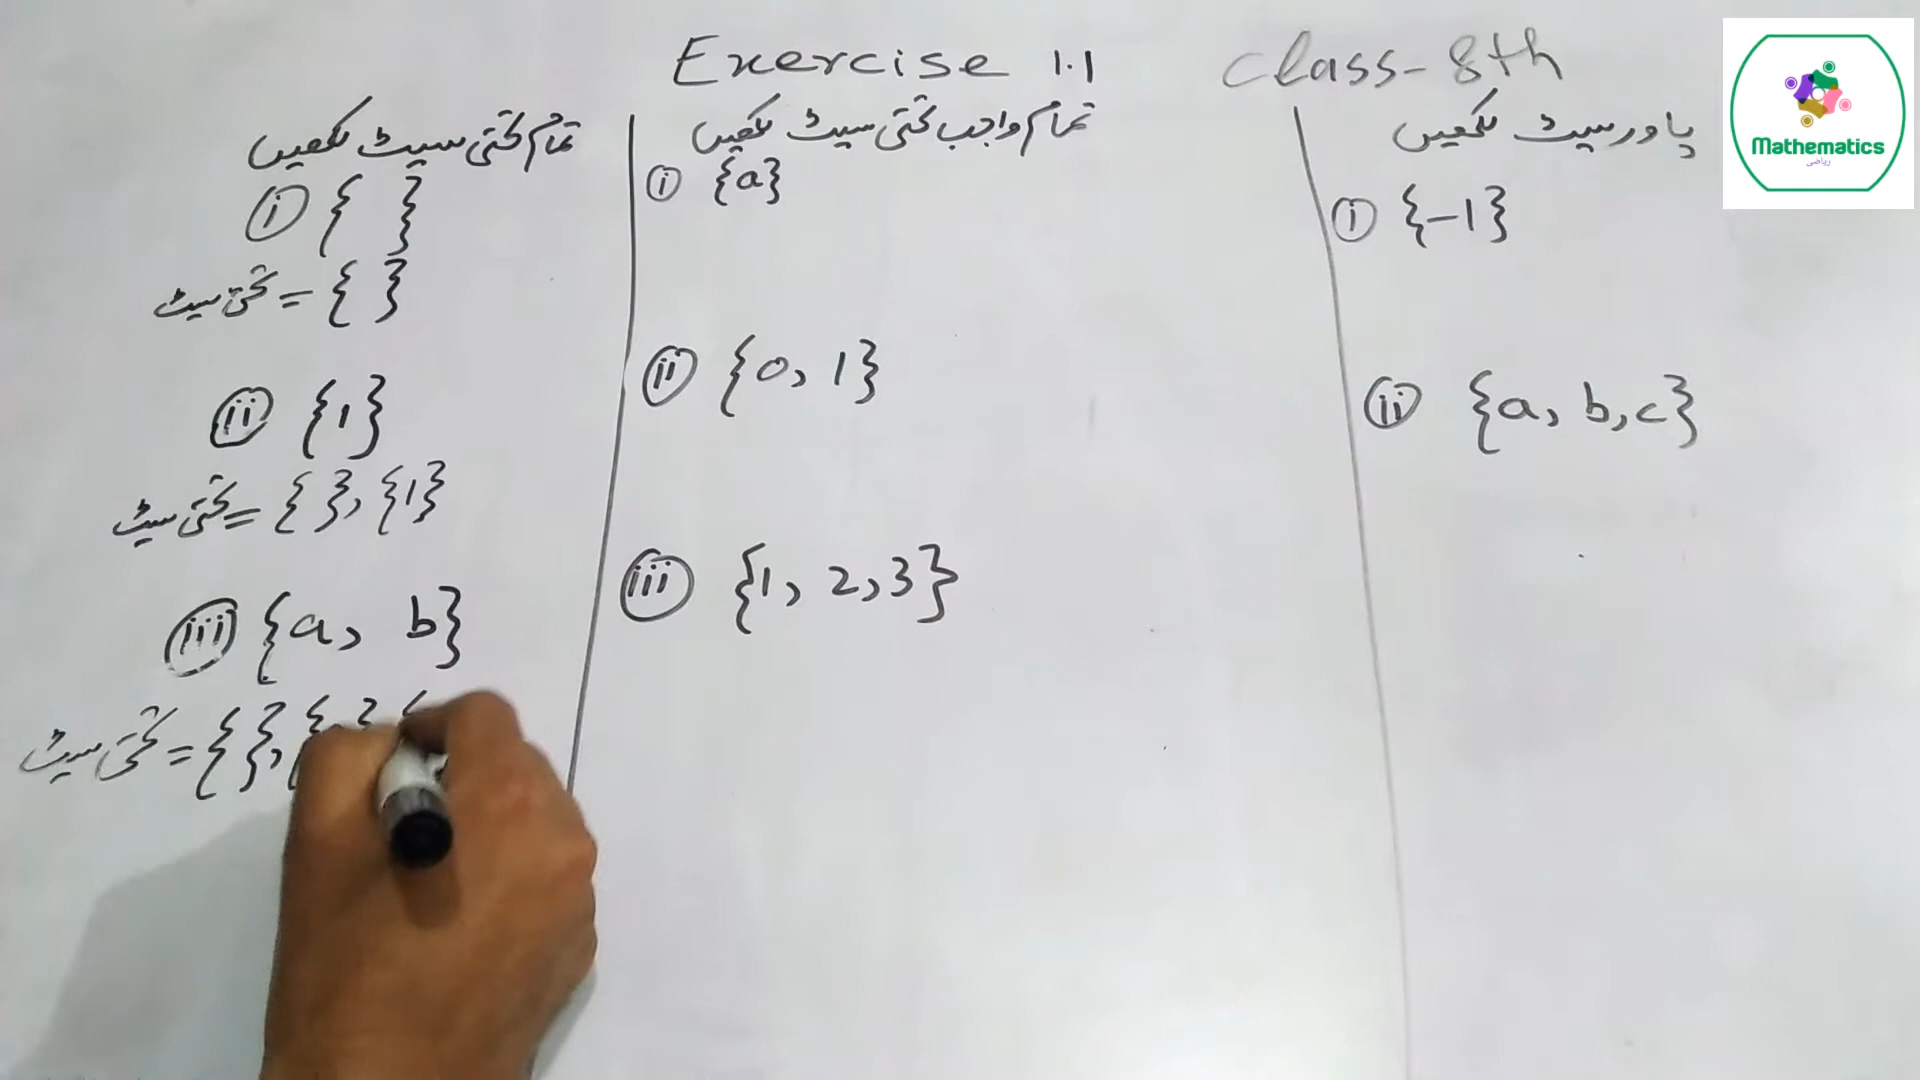 Exercise 1.1 Class-8th
تمام تحتی سیٹ لکھیں
(i) { }
تحتی سیٹ = { }
(ii) {1}
تحتی سیٹ = { }, {1}
(iii) {a, b}
تحتی سیٹ = { }, {
تمام واجب تحتی سیٹ لکھیں
(i) {a}
(ii) {0, 1}
(iii) {1, 2, 3}
پاور سیٹ لکھیں
(i) {-1}
(ii) {a, b, c}
Mathematics
ریاضی